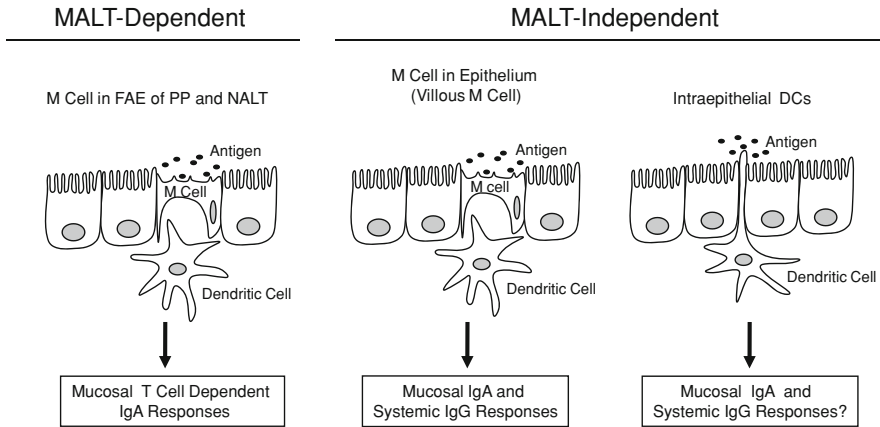 MALT-Dependent
M Cell in FAE of PP and NALT
Antigen
M Cell
Dendritic Cell
Mucosal T Cell Dependent
IgA Responses
MALT-Independent
M Cell in Epithelium
(Villous M Cell)
Antigen
M cell
Dendritic Cell
Mucosal IgA and
Systemic IgG Responses
Intraepithelial DCs
Antigen
Dendritic Cell
Mucosal IgA and
Systemic IgG Responses?